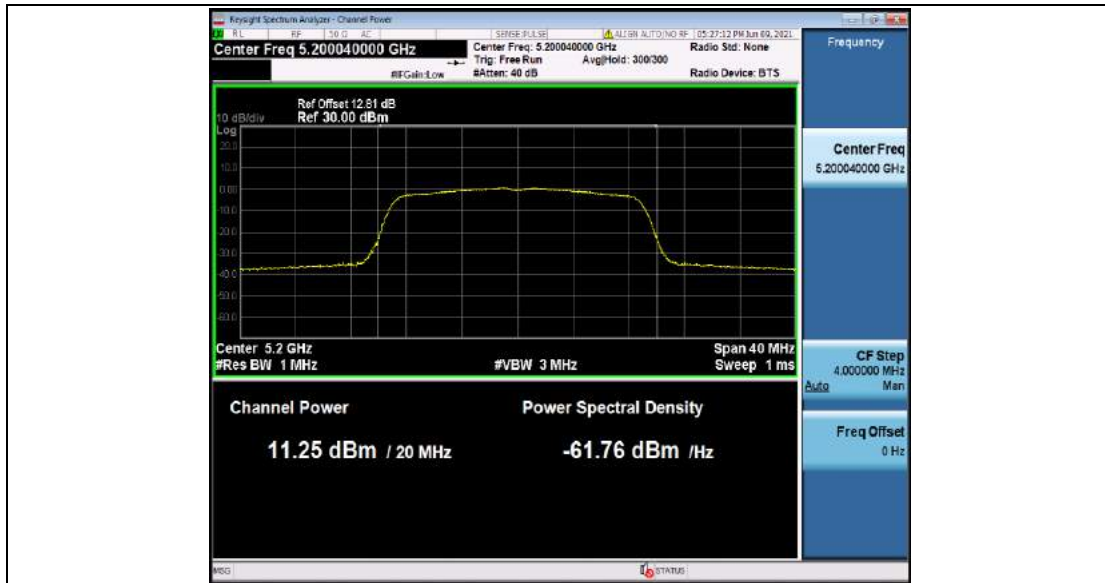 Keysight Spectrum Analyzer - Channel Power
RL RF 50 Ω AC SENSE:PULSE ALIGN AUTO/NO RF 05:27:12 PM Jun 09, 2021
Center Freq 5.200040000 GHz
Center Freq: 5.200040000 GHz
Radio Std: None
Trig: Free Run Avg|Hold: 300/300
#IFGain:Low #Atten: 40 dB Radio Device: BTS
Frequency
Ref Offset 12.81 dB
10 dB/div Ref 30.00 dBm
Log
20.0
10.0
0.00
-10.0
-20.0
-30.0
-40.0
-50.0
-60.0
Center 5.2 GHz Span 40 MHz
#Res BW 1 MHz #VBW 3 MHz Sweep 1 ms
Channel Power Power Spectral Density
11.25 dBm / 20 MHz -61.76 dBm /Hz
Center Freq
5.200040000 GHz
CF Step
4.000000 MHz
Auto Man
Freq Offset
0 Hz
MSG STATUS